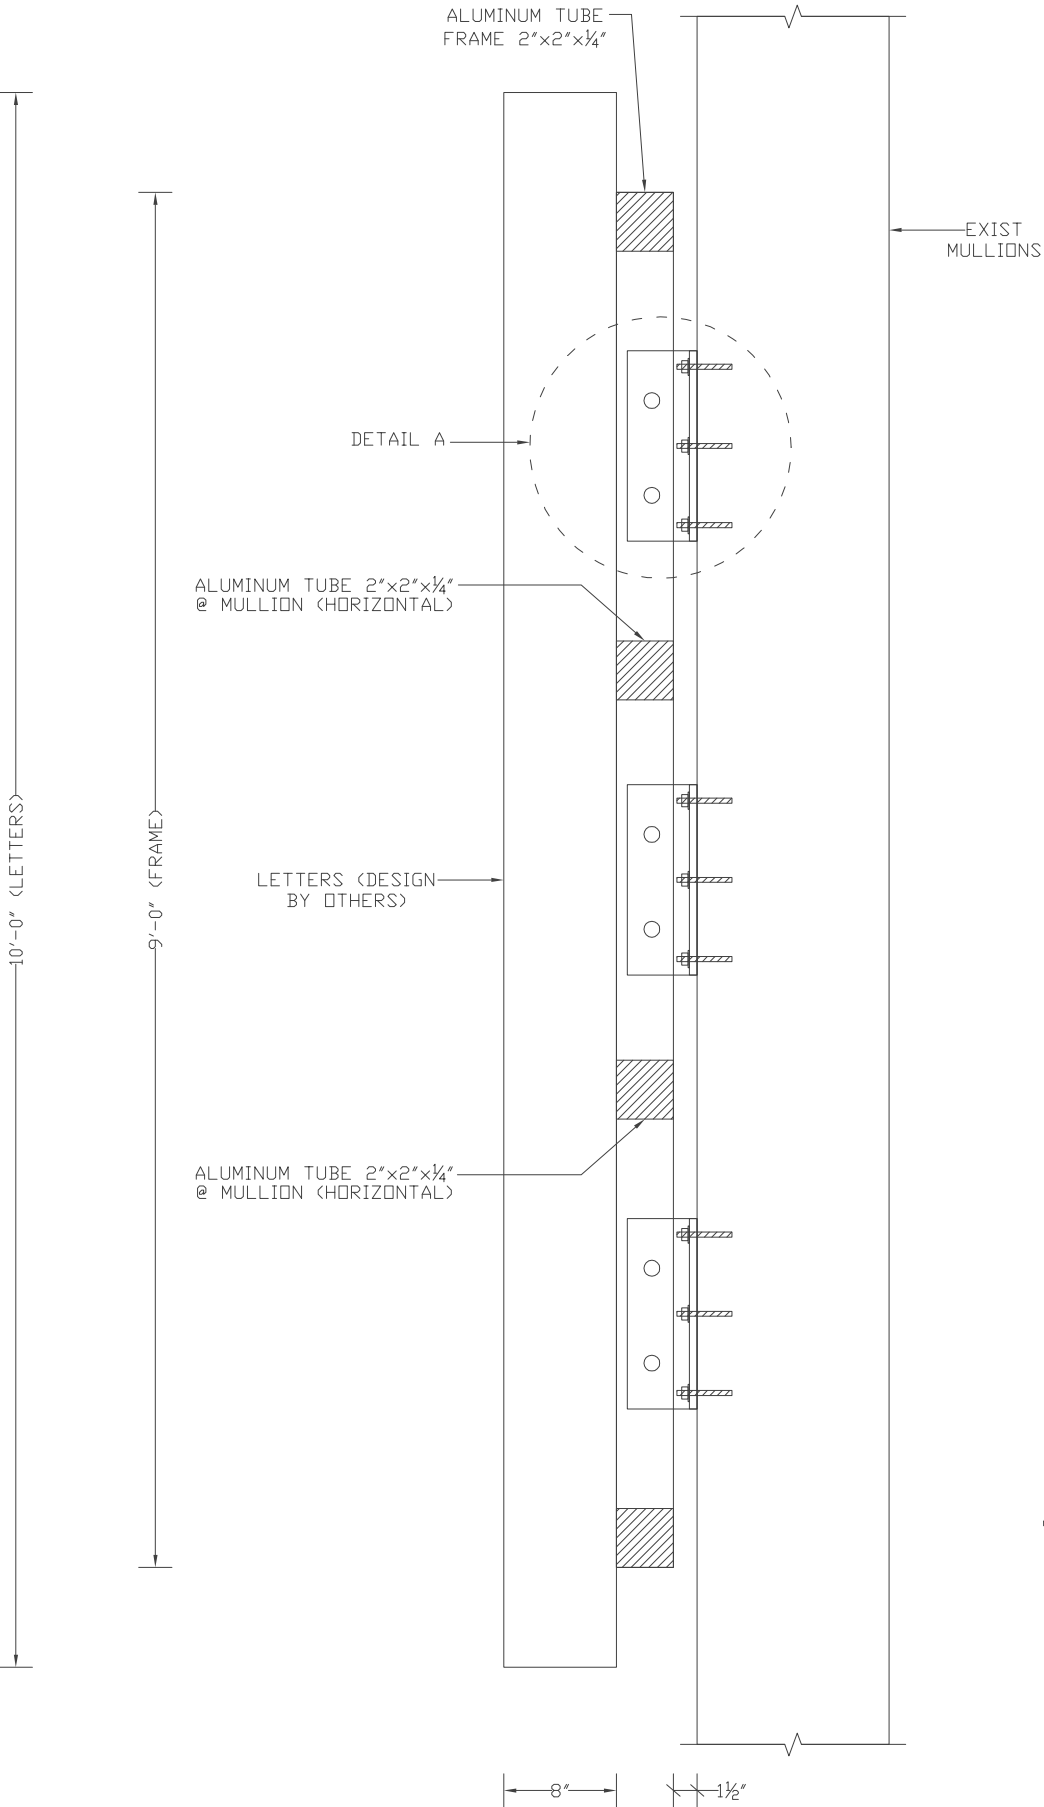 ALUMINUM TUBE
FRAME 2"x2"x¼"
EXIST
MULLIONS
DETAIL A
ALUMINUM TUBE 2"x2"x¼"
@ MULLION (HORIZONTAL)
10'-0" (LETTERS)
9'-0" (FRAME)
LETTERS (DESIGN
BY OTHERS)
ALUMINUM TUBE 2"x2"x¼"
@ MULLION (HORIZONTAL)
8"
1½"